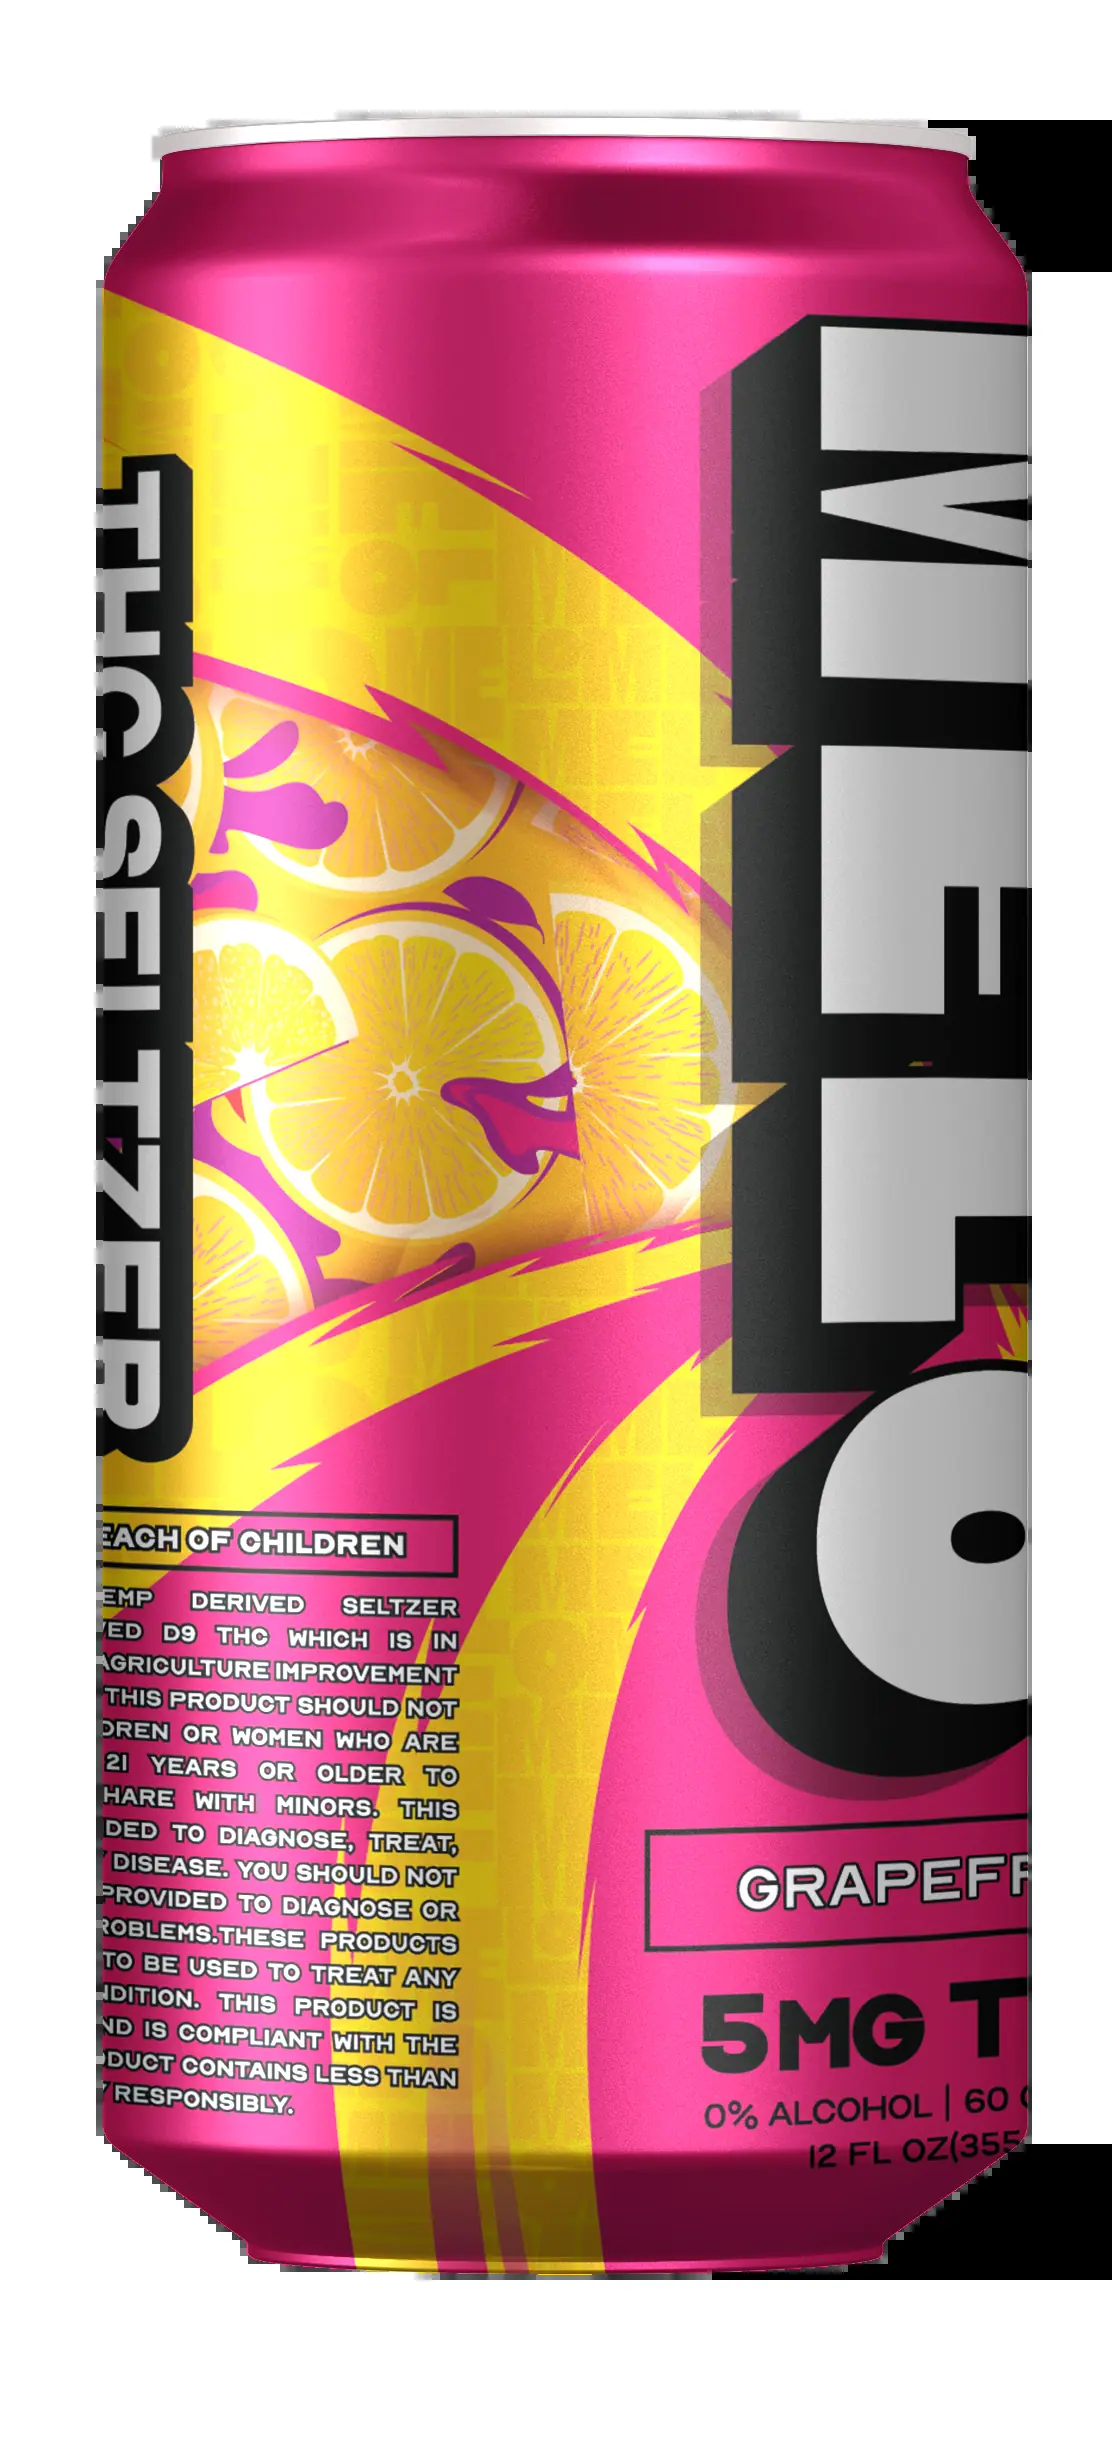 THC SELTZER
EACH OF CHILDREN
EMP DERIVED SELTZER
VED D9 THC WHICH IS IN
AGRICULTURE IMPROVEMENT
THIS PRODUCT SHOULD NOT
DREN OR WOMEN WHO ARE
21 YEARS OR OLDER TO
HARE WITH MINORS. THIS
DED TO DIAGNOSE, TREAT,
DISEASE. YOU SHOULD NOT
PROVIDED TO DIAGNOSE OR
ROBLEMS.THESE PRODUCTS
TO BE USED TO TREAT ANY
NDITION. THIS PRODUCT IS
ND IS COMPLIANT WITH THE
DUCT CONTAINS LESS THAN
RESPONSIBLY.
MELO
GRAPEFR
5MG T
0% ALCOHOL | 60
12 FL OZ(355